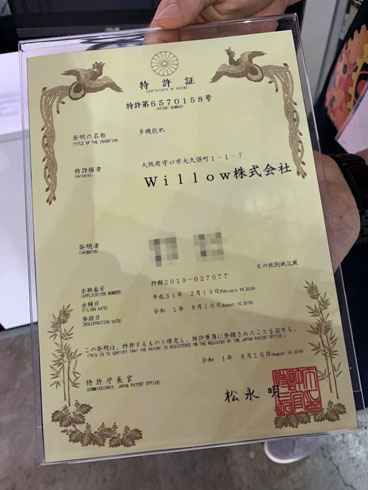 特許証
(CERTIFICATE OF PATENT)
特許第6570158号
(PATENT NUMBER)
発明の名称
(TITLE OF THE INVENTION)
多機能杖
特許権者
(PATENTEE)
大阪府守口市大久保町1-1-7
Willow株式会社
発明者
(INVENTOR)
その他別紙記載
出願番号
(APPLICATION NUMBER)
特願2019-027077
出願日
(FILING DATE)
平成31年 2月19日(February 19,2019)
登録日
(REGISTRATION DATE)
令和 1年 8月16日(August 16,2019)
この発明は、特許するものと確定し、特許原簿に登録されたことを証する。
(THIS IS TO CERTIFY THAT THE PATENT IS REGISTERED ON THE REGISTER OF THE JAPAN PATENT OFFICE.)
令和 1年 8月16日(August 16,2019)
特許庁長官
(COMMISSIONER, JAPAN PATENT OFFICE)
松永明